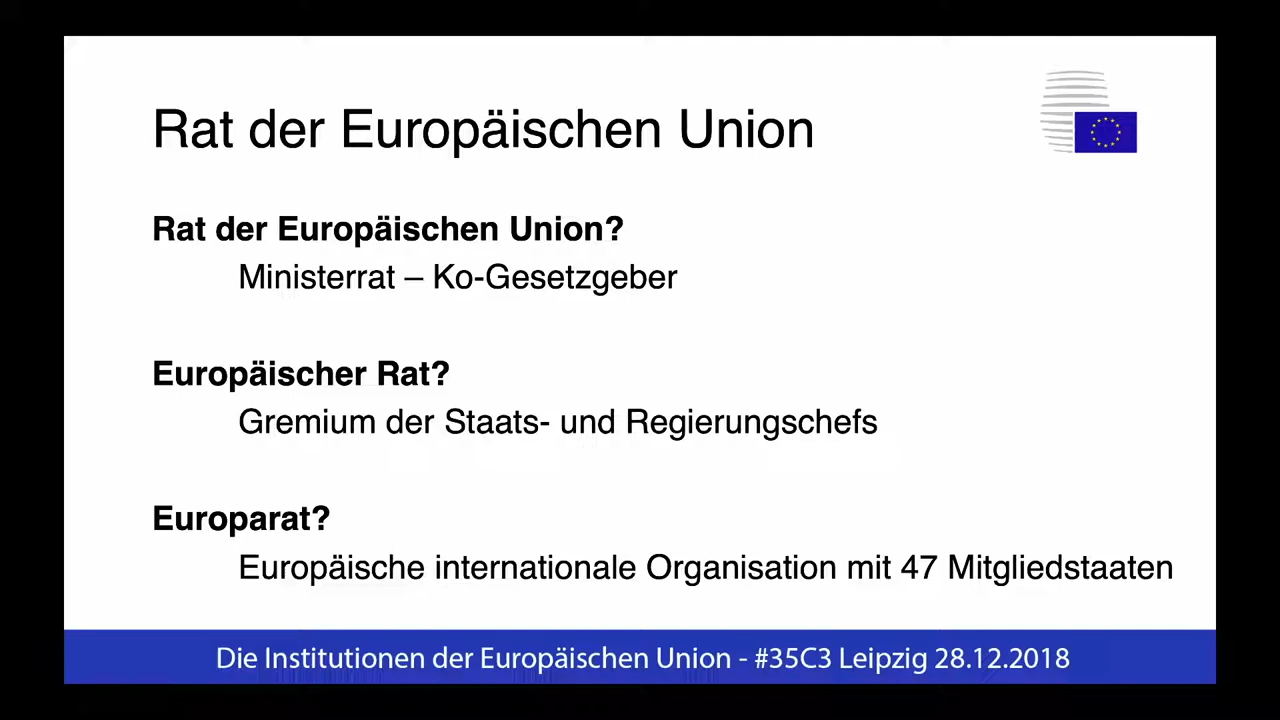 Rat der Europäischen Union
Rat der Europäischen Union?
Ministerrat – Ko-Gesetzgeber
Europäischer Rat?
Gremium der Staats- und Regierungschefs
Europarat?
Europäische internationale Organisation mit 47 Mitgliedstaaten
Die Institutionen der Europäischen Union - #35C3 Leipzig 28.12.2018